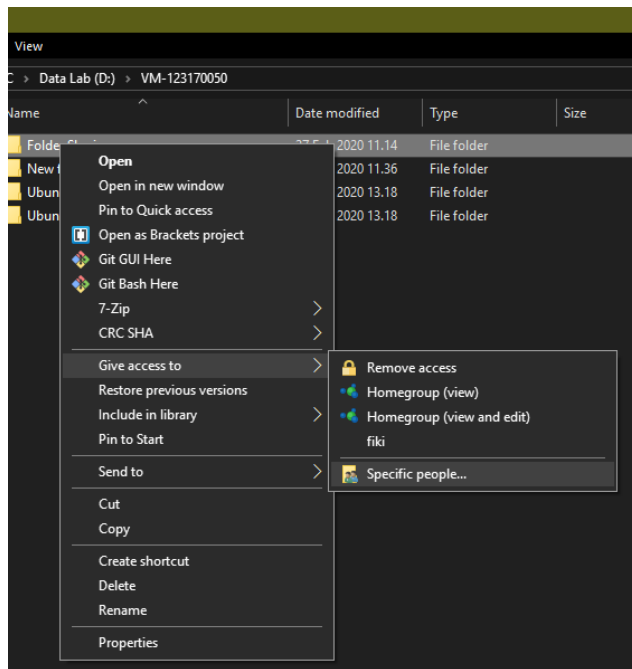 View
Data Lab (D:) > VM-123170050
Name Date modified Type Size
2020 11.14 File folder
New 2020 11.36 File folder
Ubun 2020 13.18 File folder
Ubun 2020 13.18 File folder
Open
Open in new window
Pin to Quick access
Open as Brackets project
Git GUI Here
Git Bash Here
7-Zip
CRC SHA
Give access to
Restore previous versions
Include in library
Pin to Start
Send to
Cut
Copy
Create shortcut
Delete
Rename
Properties
Remove access
Homegroup (view)
Homegroup (view and edit)
fiki
Specific people...